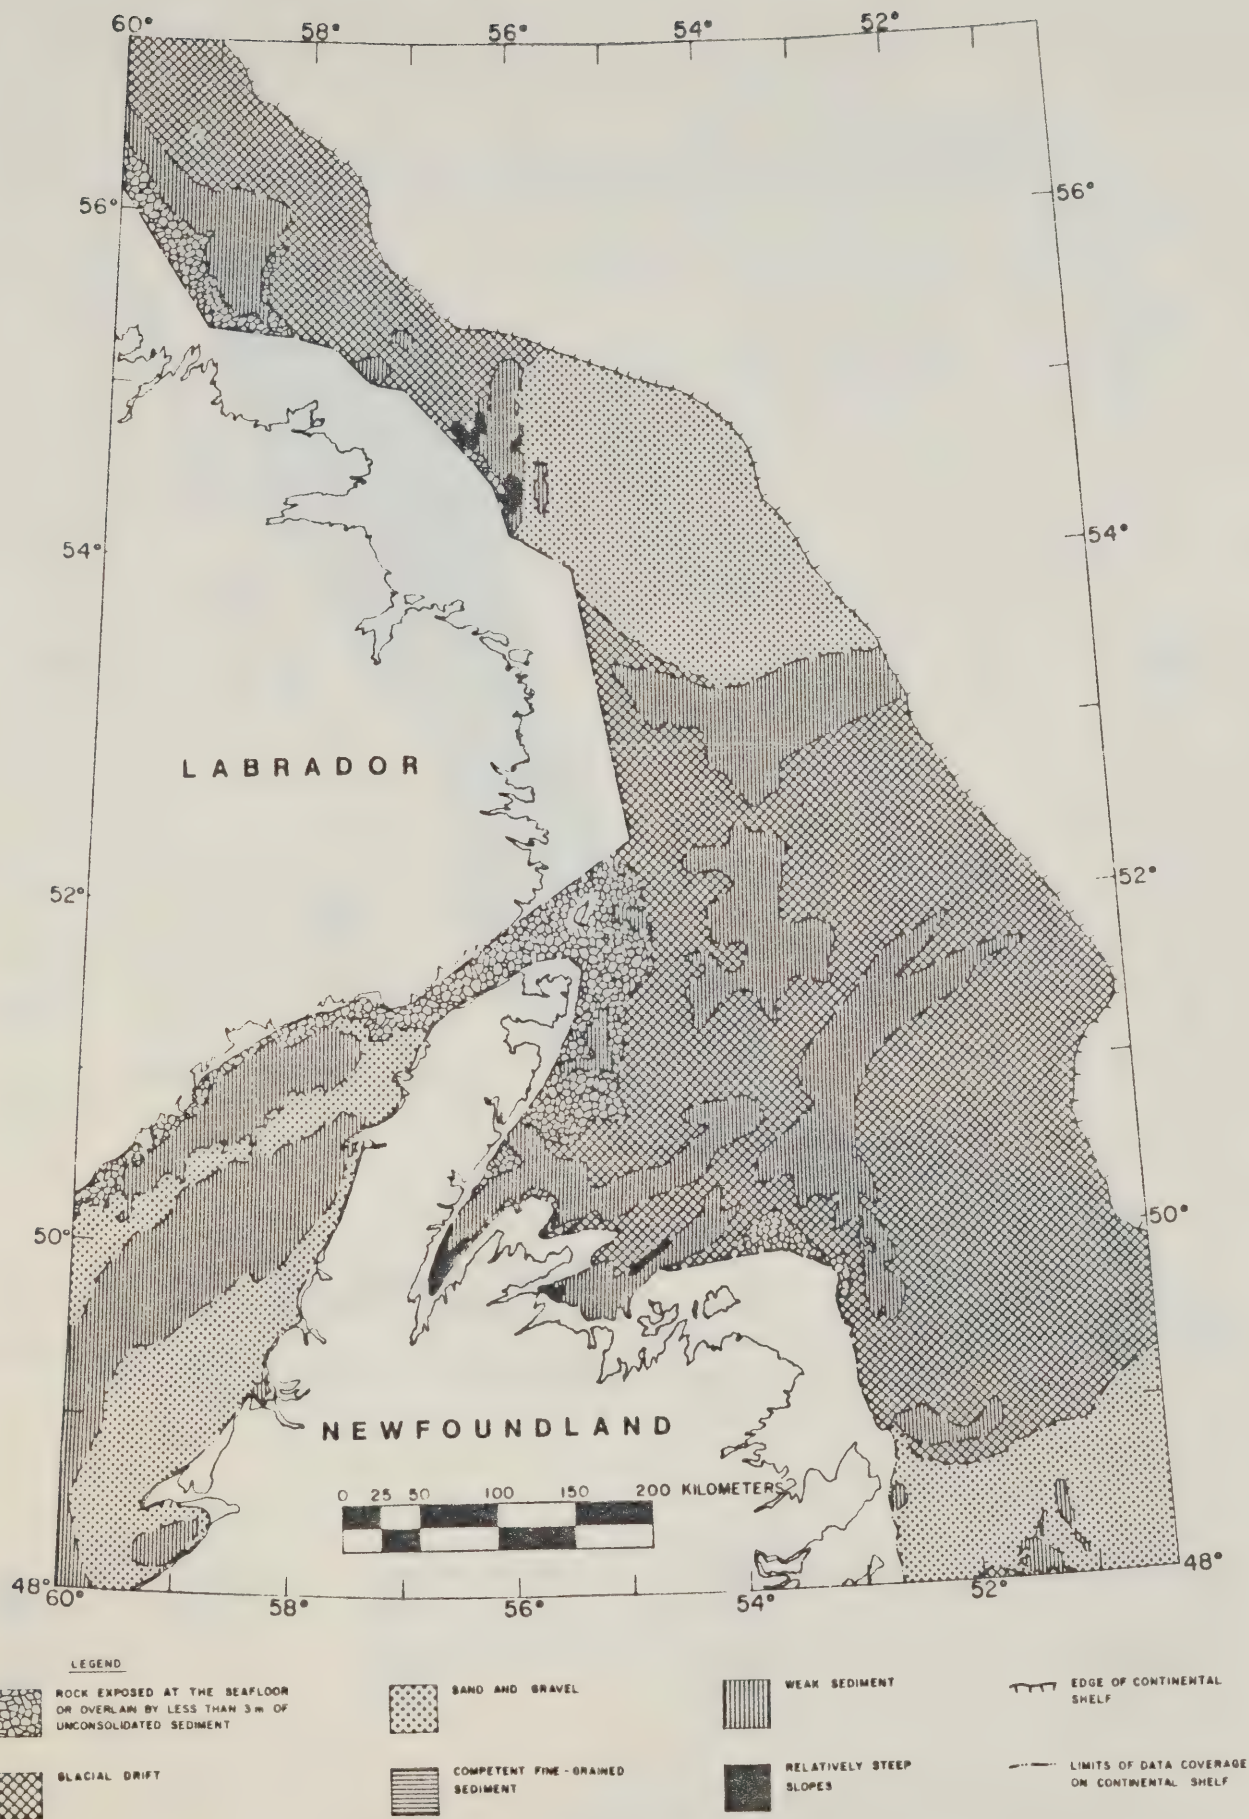 60° 58° 56° 54° 52°
56° 56°
54° 54°
LABRADOR
52° 52°
50° 50°
NEWFOUNDLAND
0 25 50 100 150 200 KILOMETERS
48° 48°
60° 58° 56° 54° 52°
LEGEND
ROCK EXPOSED AT THE SEAFLOOR
OR OVERLAIN BY LESS THAN 3 m OF
UNCONSOLIDATED SEDIMENT
SAND AND GRAVEL
WEAK SEDIMENT
EDGE OF CONTINENTAL
SHELF
GLACIAL DRIFT
COMPETENT FINE-GRAINED
SEDIMENT
RELATIVELY STEEP
SLOPES
LIMITS OF DATA COVERAGE
ON CONTINENTAL SHELF